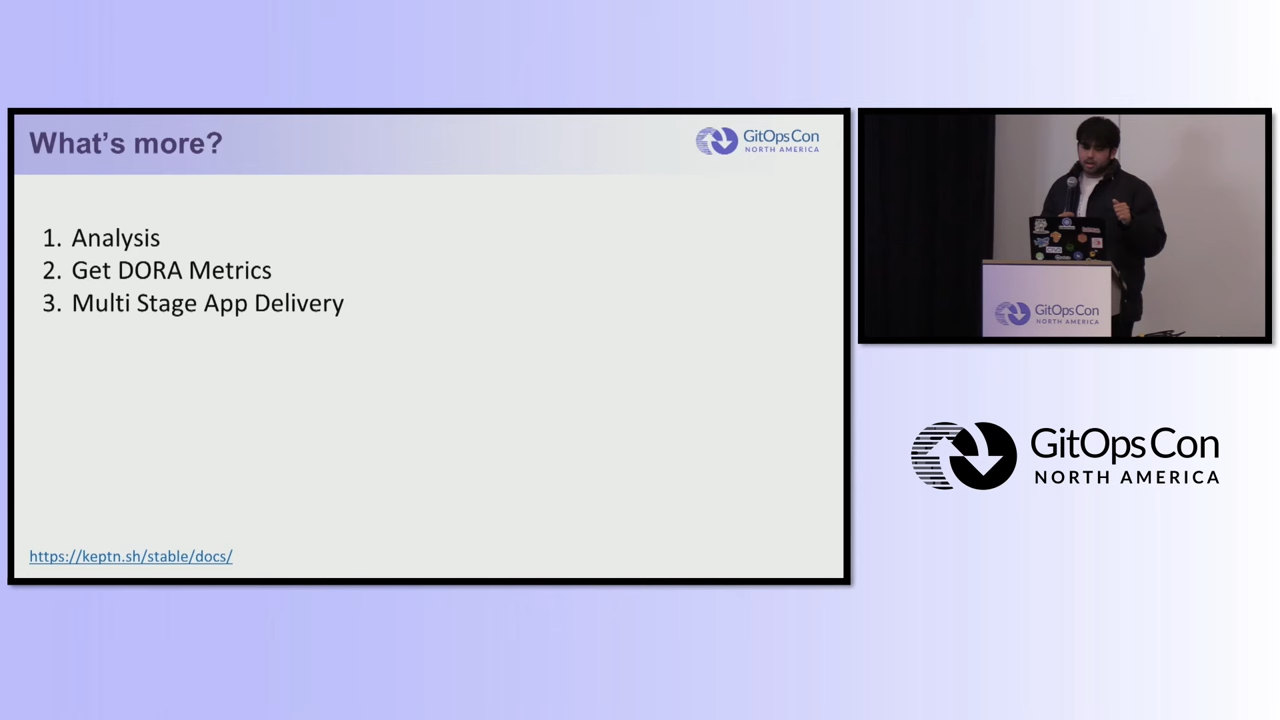 What's more?
GitOpsCon
NORTH AMERICA
1. Analysis
2. Get DORA Metrics
3. Multi Stage App Delivery
https://keptn.sh/stable/docs/
GitOpsCon
NORTH AMERICA
GitOpsCon
NORTH AMERICA